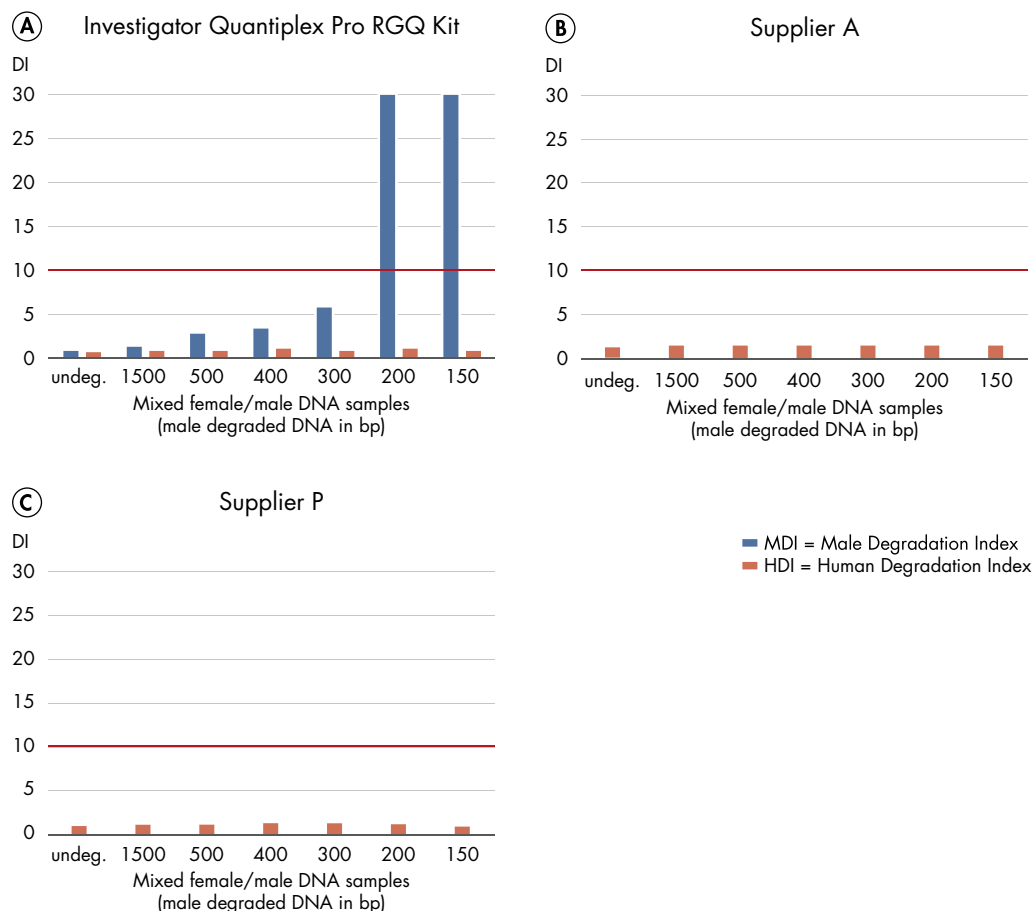 A Investigator Quantiplex Pro RGQ Kit
DI
30
25
20
15
10
5
0
undeg. 1500 500 400 300 200 150
Mixed female/male DNA samples
(male degraded DNA in bp)
B Supplier A
DI
30
25
20
15
10
5
0
undeg. 1500 500 400 300 200 150
Mixed female/male DNA samples
(male degraded DNA in bp)
C Supplier P
DI
30
25
20
15
10
5
0
undeg. 1500 500 400 300 200 150
Mixed female/male DNA samples
(male degraded DNA in bp)
MDI = Male Degradation Index
HDI = Human Degradation Index